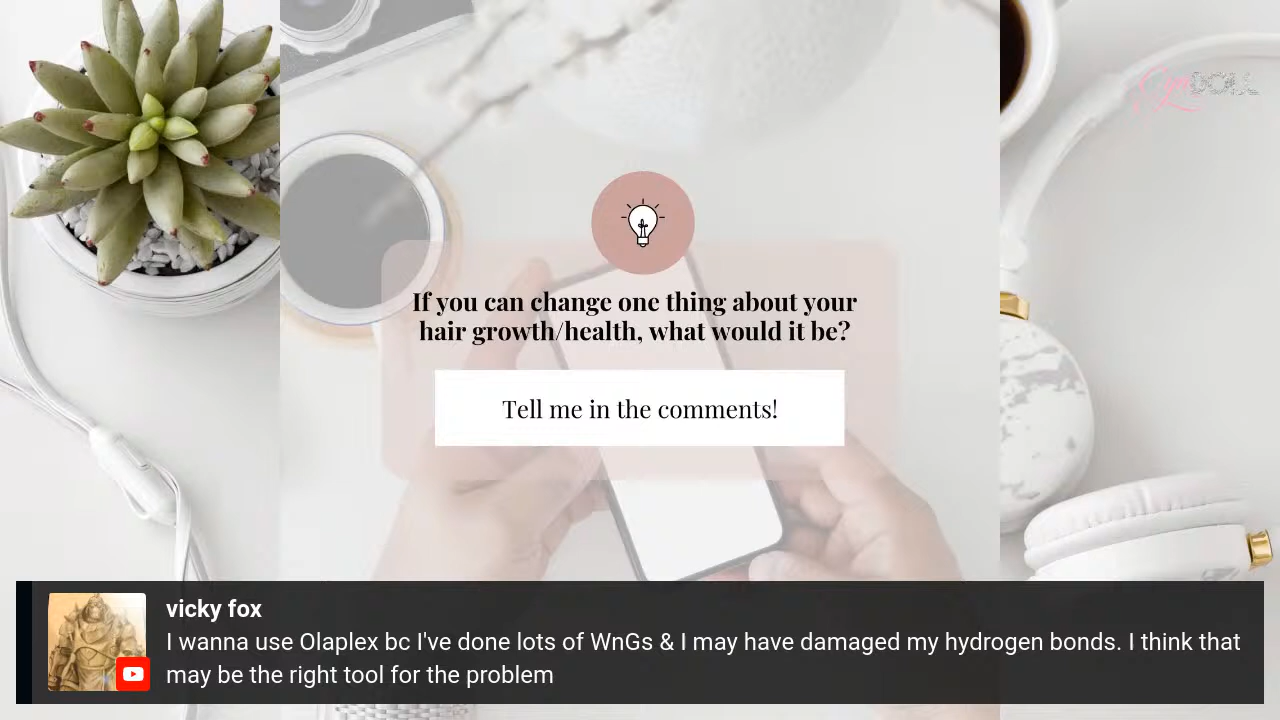 If you can change one thing about your
hair growth/health, what would it be?
Tell me in the comments!
vicky fox
I wanna use Olaplex bc I've done lots of WnGs & I may have damaged my hydrogen bonds. I think that
may be the right tool for the problem